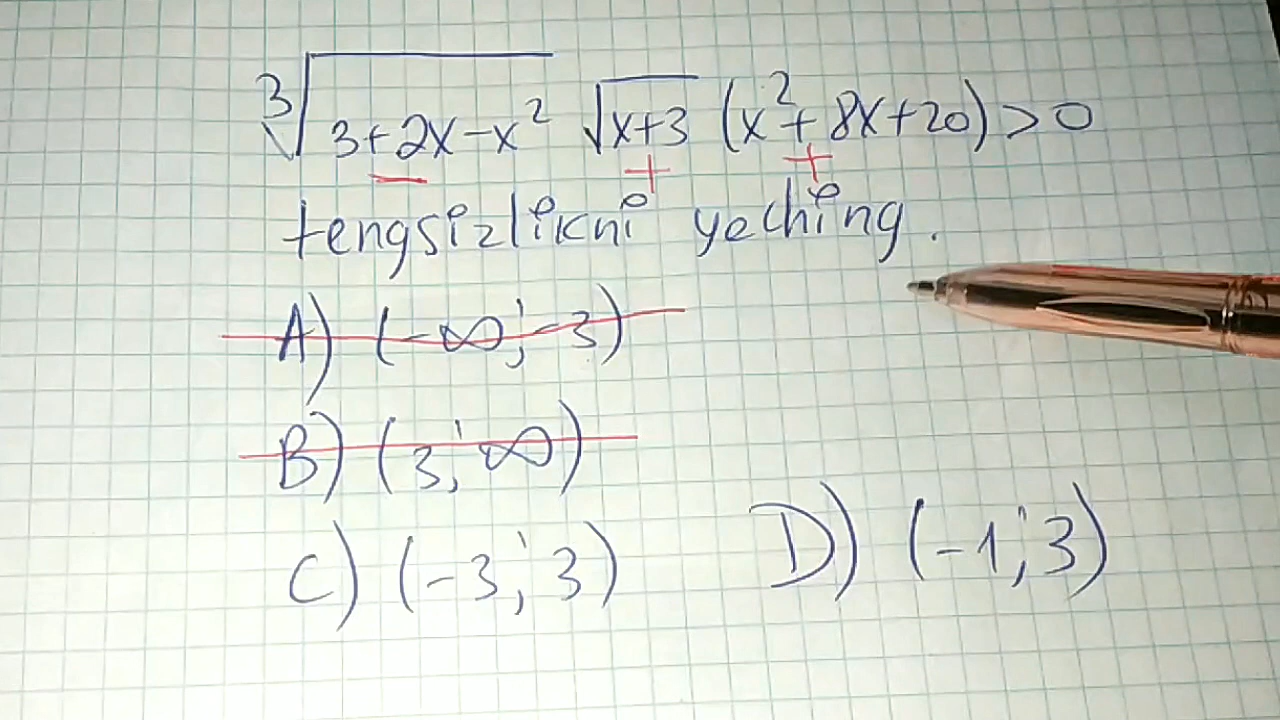 ∛(3+2x-x²) √(x+3) (x²+8x+20)>0
— + +
tengsizlikni yeching.
A) (-∞;-3)
B) (3;∞)
C) (-3;3) D) (-1;3)